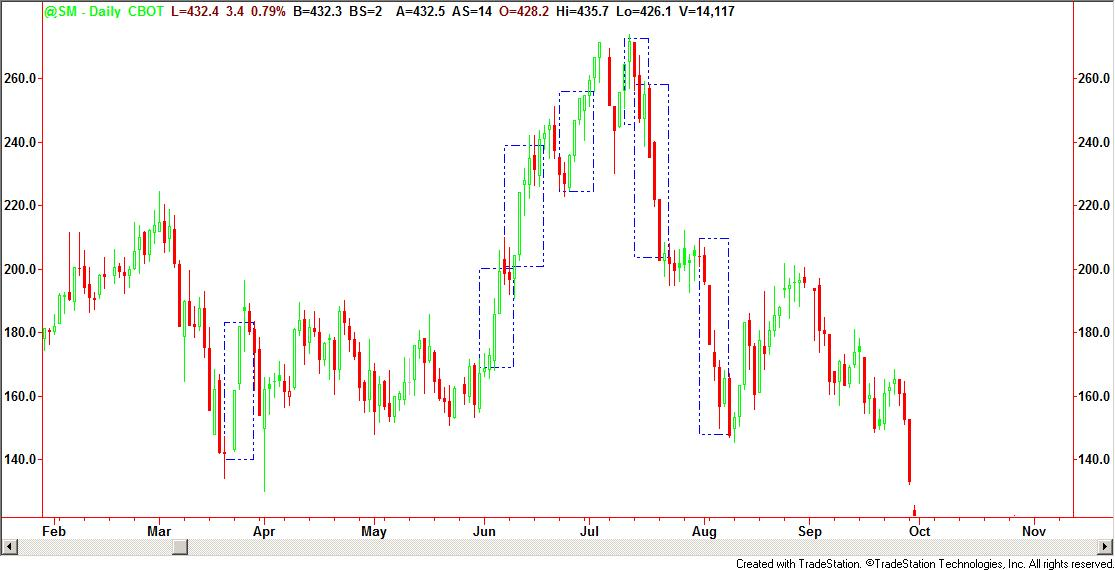 @SM - Daily CBOT L=432.4 3.4 0.79% B=432.3 BS=2 A=432.5 AS=14 O=428.2 Hi=435.7 Lo=426.1 V=14,117
260.0 260.0
240.0 240.0
220.0 220.0
200.0 200.0
180.0 180.0
160.0 160.0
140.0 140.0
Feb Mar Apr May Jun Jul Aug Sep Oct Nov
Created with TradeStation. ©TradeStation Technologies, Inc. All rights reserved.